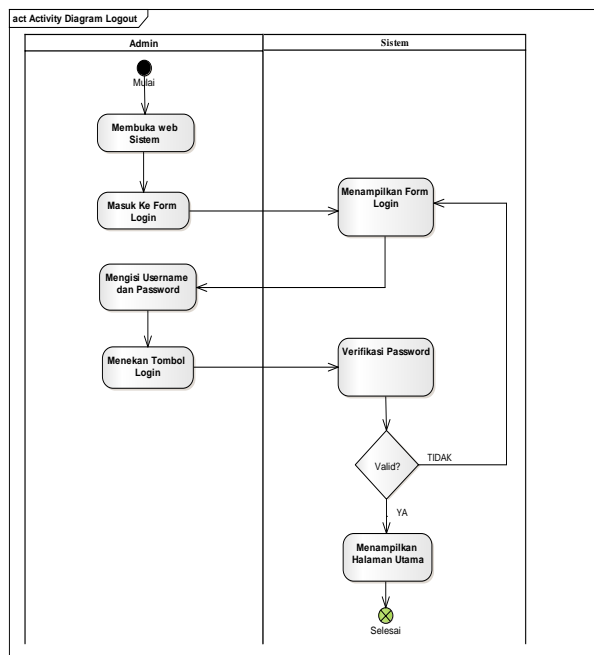 act Activity Diagram Logout
Admin
Sistem
Mulai
Membuka web
Sistem
Masuk Ke Form
Login
Menampilkan Form
Login
Mengisi Username
dan Password
Menekan Tombol
Login
Verifikasi Password
Valid?
TIDAK
YA
Menampilkan
Halaman Utama
Selesai